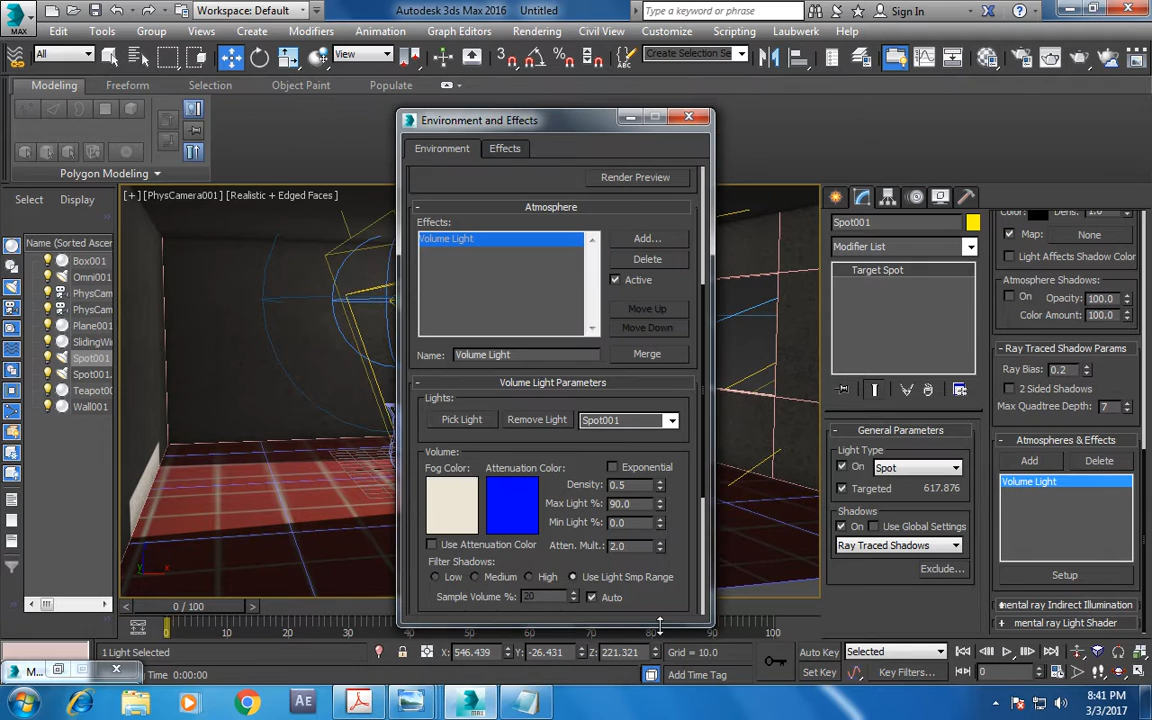 MAX
Workspace: Default
Autodesk 3ds Max 2016
Untitled
Type a keyword or phrase
Sign In
Edit
Tools
Group
Views
Create
Modifiers
Animation
Graph Editors
Rendering
Civil View
Customize
Scripting
Laubwerk
Help
All
View
Create Selection Se
Modeling
Freeform
Selection
Object Paint
Populate
Polygon Modeling
Select
Display
[+] [PhysCamera001] [Realistic + Edged Faces]
Name (Sorted Ascen
Box001
Omni001
PhysCam
PhysCam
Plane001
SlidingWin
Spot001
Spot001.
Teapot00
Wall001
Environment and Effects
Environment
Effects
Render Preview
Atmosphere
Effects:
Volume Light
Add...
Delete
Active
Move Up
Move Down
Name:
Volume Light
Merge
Volume Light Parameters
Lights:
Pick Light
Remove Light
Spot001
Volume:
Fog Color:
Attenuation Color:
Exponential
Density: 0.5
Max Light %: 90.0
Min Light %: 0.0
Use Attenuation Color
Atten. Mult.: 2.0
Filter Shadows:
Low
Medium
High
Use Light Smp Range
Sample Volume %: 20
Auto
Spot001
Modifier List
Target Spot
General Parameters
Light Type
On
Spot
Targeted
617.876
Shadows
On
Use Global Settings
Ray Traced Shadows
Exclude...
Color:
Dens. 1.0
Map:
None
Light Affects Shadow Color
Atmosphere Shadows:
On
Opacity: 100.0
Color Amount: 100.0
Ray Traced Shadow Params
Ray Bias: 0.2
2 Sided Shadows
Max Quadtree Depth: 7
Atmospheres & Effects
Add
Delete
Volume Light
Setup
mental ray Indirect Illumination
mental ray Light Shader
0 / 100
0 10 20 30 40 50 60 70 80 90 100
1 Light Selected
X: 546.439
Y: -26.431
Z: 221.321
Grid = 10.0
Auto Key
Selected
Set Key
Key Filters...
0
M...
Time 0:00:00
Add Time Tag
Ae
MAX
8:41 PM
3/3/2017